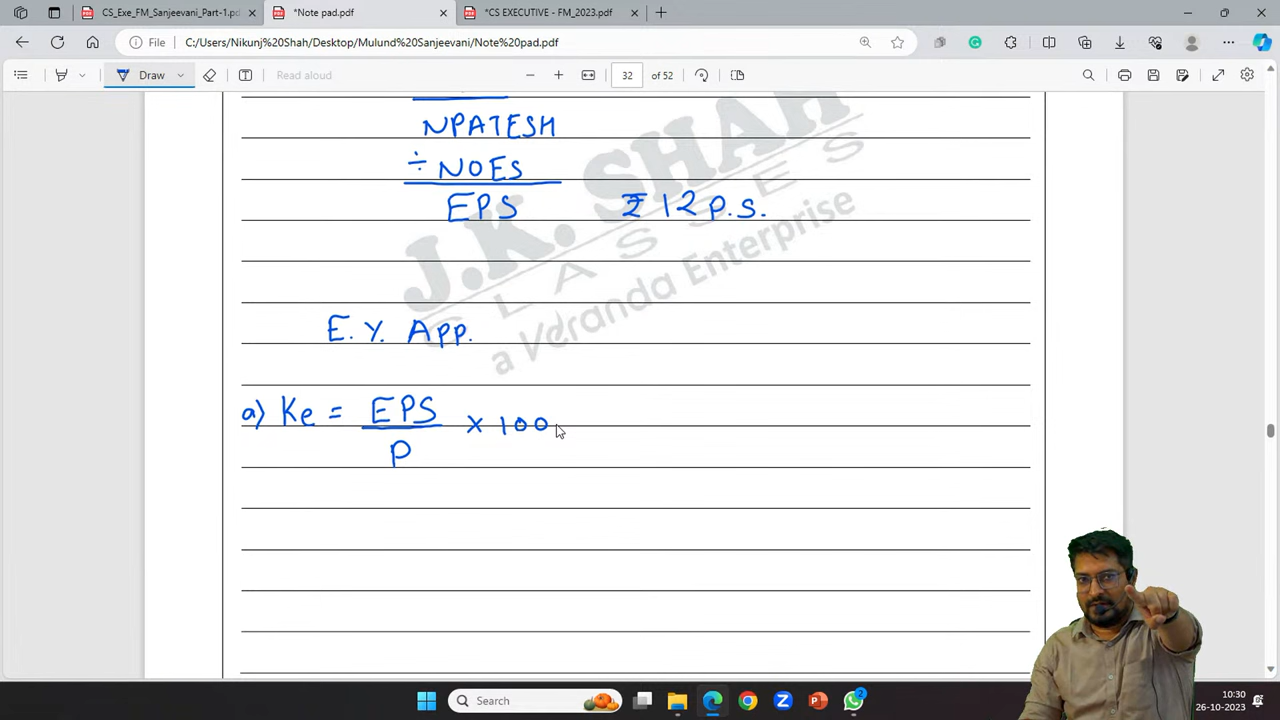 CS_Exe_FM_Sanjeevani_Part-1.pd
*Note pad.pdf
*CS EXECUTIVE - FM_2023.pdf
File
C:/Users/Nikunj%20Shah/Desktop/Mulund%20Sanjeevani/Note%20pad.pdf
Draw
Read aloud
32 of 52
NPATESH
÷ NOES
EPS ₹ 12 p.s.
J.K. SHAH
CLASSES
a Veranda Enterprise
E. Y. App.
a) Ke = EPS
P
× 100
Search
2
10:30
26-10-2023